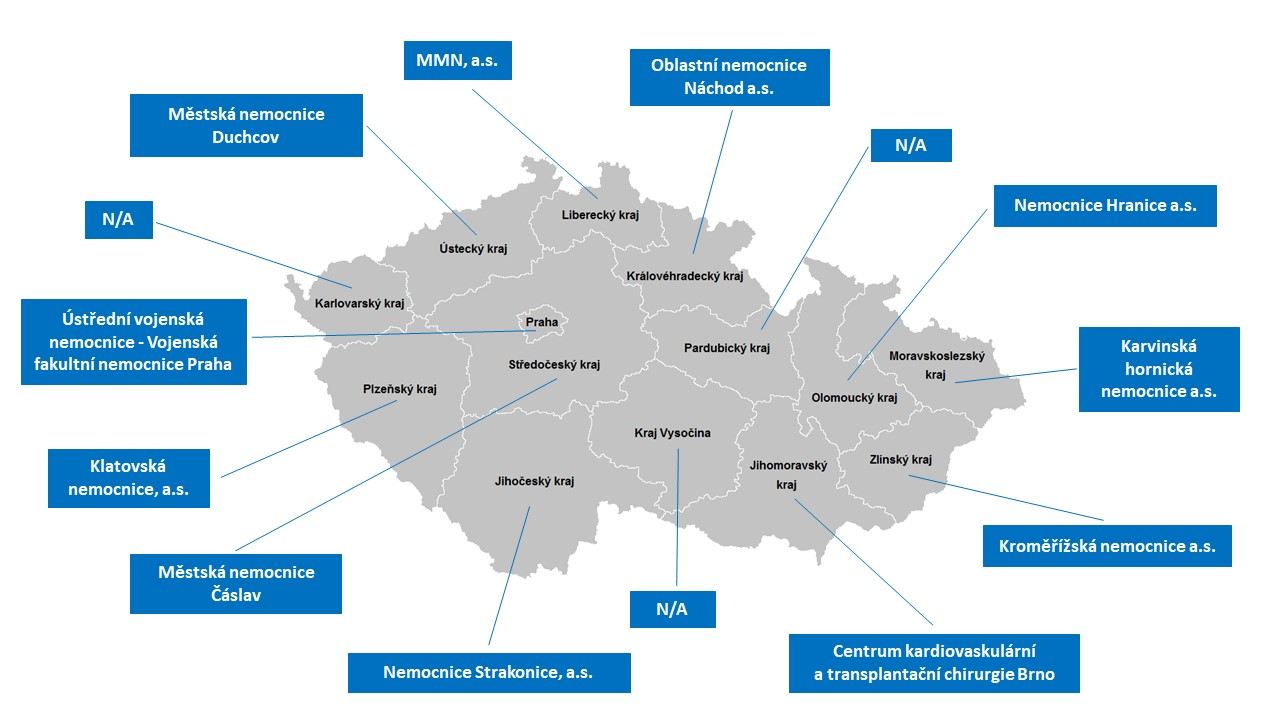 MMN, a.s.
Oblastní nemocnice
Náchod a.s.
Městská nemocnice
Duchcov
N/A
Nemocnice Hranice a.s.
N/A
Liberecký kraj
Ústecký kraj
Královéhradecký kraj
Karlovarský kraj
Praha
Ústřední vojenská
nemocnice - Vojenská
fakultní nemocnice Praha
Pardubický kraj
Moravskoslezský
kraj
Karvinská
hornická
nemocnice a.s.
Středočeský kraj
Plzeňský kraj
Olomoucký kraj
Kraj Vysočina
Zlínský kraj
Jihomoravský
kraj
Klatovská
nemocnice, a.s.
Jihočeský kraj
Kroměřížská nemocnice a.s.
Městská nemocnice
Čáslav
N/A
Nemocnice Strakonice, a.s.
Centrum kardiovaskulární
a transplantační chirurgie Brno